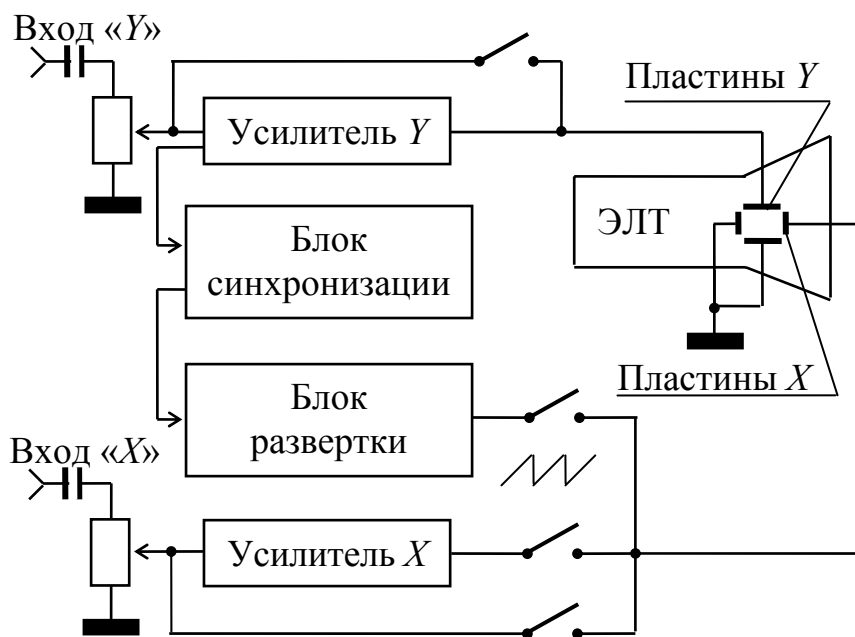 Вход «Y»
Пластины Y
Усилитель Y
ЭЛТ
Блок
синхронизации
Пластины X
Блок
развертки
Вход «X»
Усилитель X